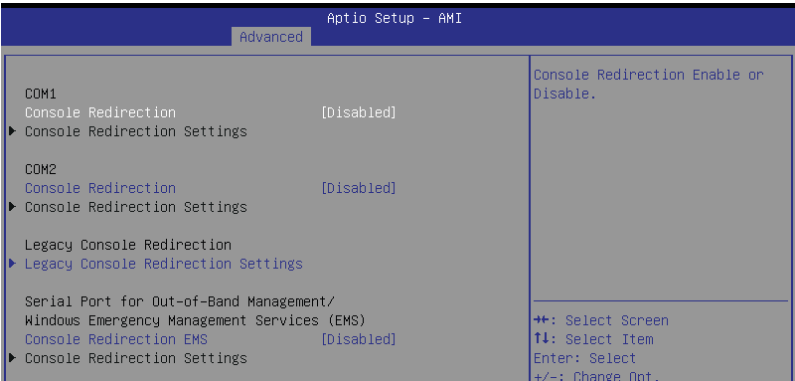 Aptio Setup – AMI
Advanced
COM1
Console Redirection [Disabled]
Console Redirection Settings
COM2
Console Redirection [Disabled]
Console Redirection Settings
Legacy Console Redirection
Legacy Console Redirection Settings
Serial Port for Out-of-Band Management/
Windows Emergency Management Services (EMS)
Console Redirection EMS [Disabled]
Console Redirection Settings
Console Redirection Enable or
Disable.
→←: Select Screen
↑↓: Select Item
Enter: Select
+/-: Change Opt.